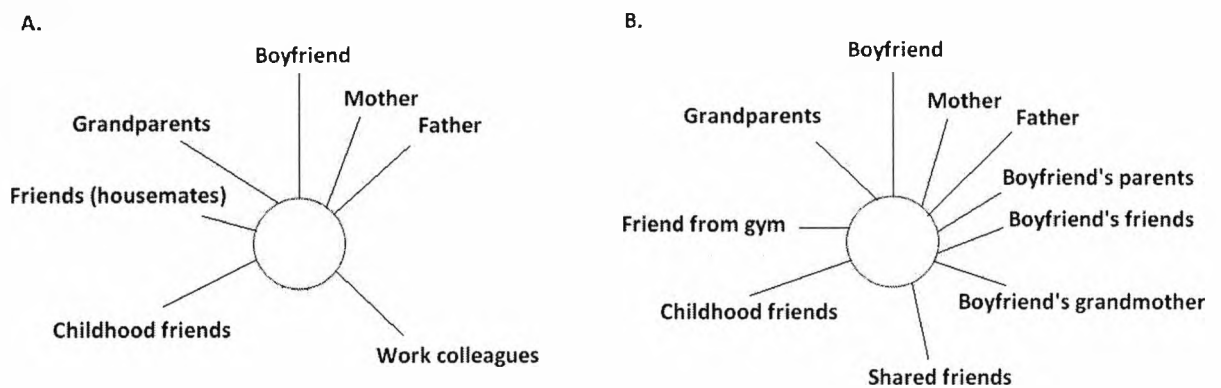 A.
Boyfriend
Mother
Grandparents
Father
Friends (housemates)
Childhood friends
Work colleagues
B.
Boyfriend
Mother
Grandparents
Father
Boyfriend's parents
Friend from gym
Boyfriend's friends
Childhood friends
Boyfriend's grandmother
Shared friends